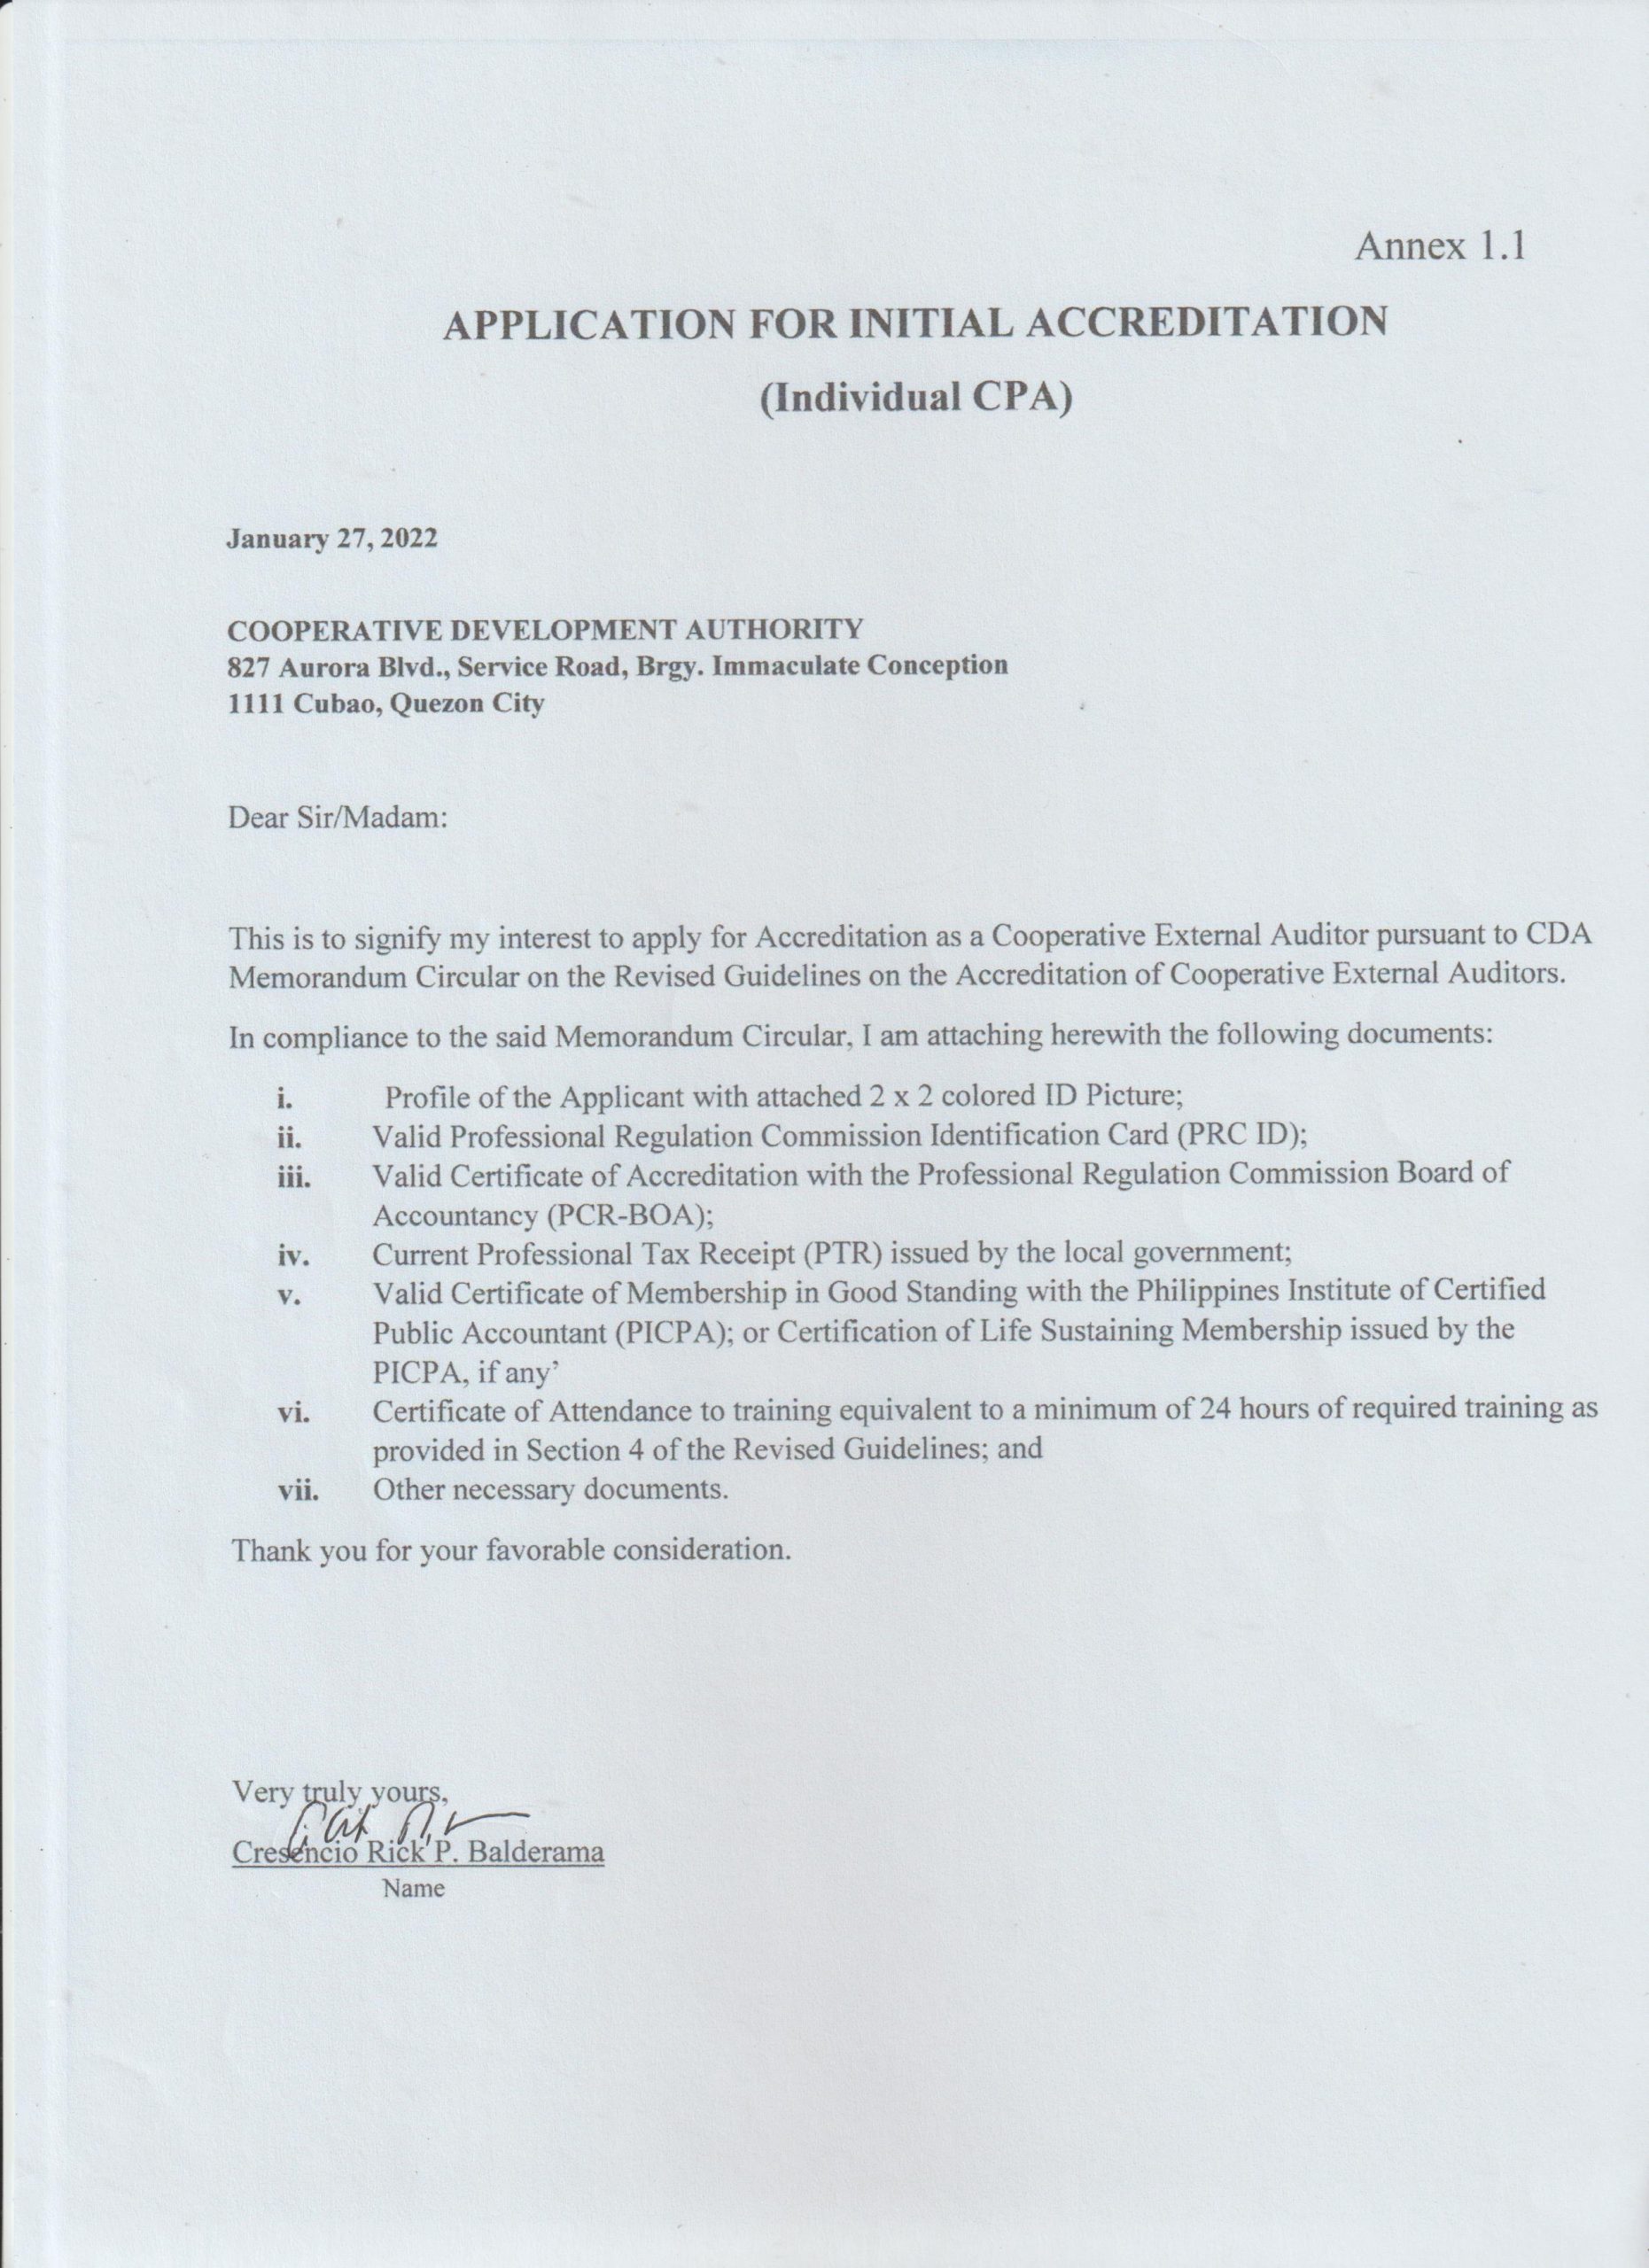 Annex 1.1
APPLICATION FOR INITIAL ACCREDITATION
(Individual CPA)
January 27, 2022
COOPERATIVE DEVELOPMENT AUTHORITY
827 Aurora Blvd., Service Road, Brgy. Immaculate Conception
1111 Cubao, Quezon City
Dear Sir/Madam:
This is to signify my interest to apply for Accreditation as a Cooperative External Auditor pursuant to CDA
Memorandum Circular on the Revised Guidelines on the Accreditation of Cooperative External Auditors.
In compliance to the said Memorandum Circular, I am attaching herewith the following documents:
i. Profile of the Applicant with attached 2 x 2 colored ID Picture;
ii. Valid Professional Regulation Commission Identification Card (PRC ID);
iii. Valid Certificate of Accreditation with the Professional Regulation Commission Board of
Accountancy (PCR-BOA);
iv. Current Professional Tax Receipt (PTR) issued by the local government;
v. Valid Certificate of Membership in Good Standing with the Philippines Institute of Certified
Public Accountant (PICPA); or Certification of Life Sustaining Membership issued by the
PICPA, if any’
vi. Certificate of Attendance to training equivalent to a minimum of 24 hours of required training as
provided in Section 4 of the Revised Guidelines; and
vii. Other necessary documents.
Thank you for your favorable consideration.
Very truly yours,
Cresencio Rick P. Balderama
Name